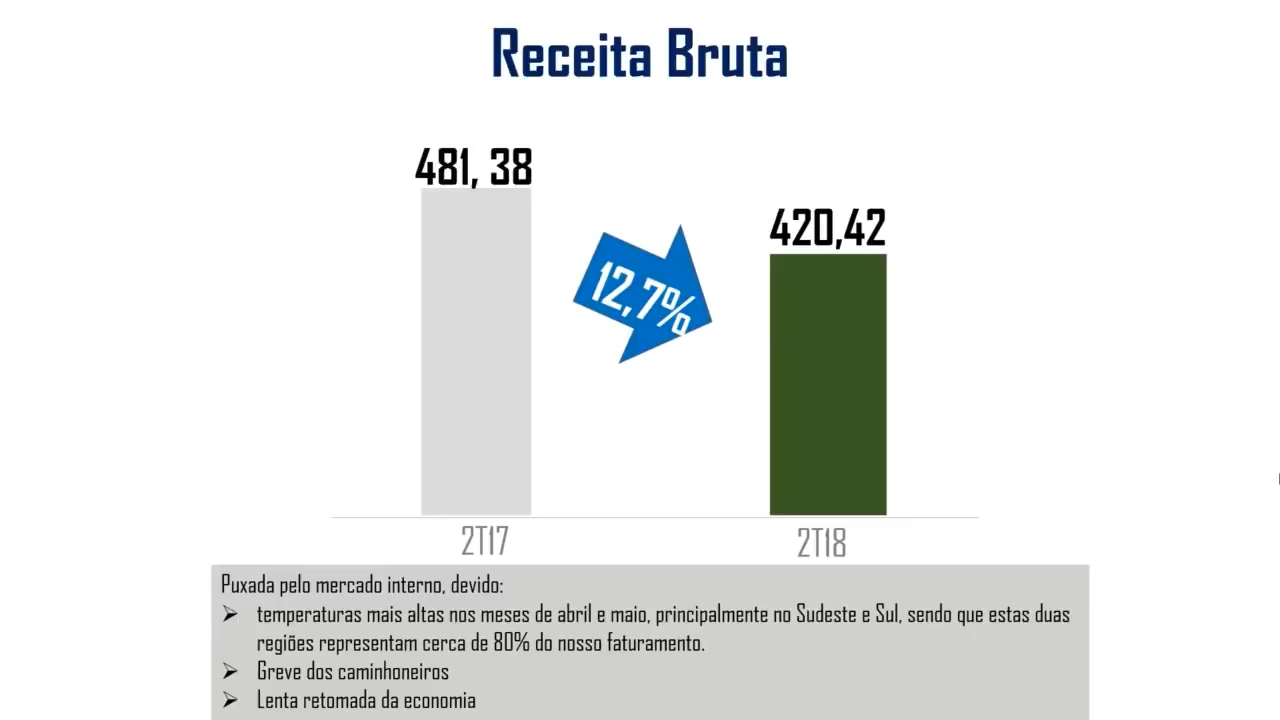 Receita Bruta
481, 38
420,42
12,7%
2T17
2T18
Puxada pelo mercado interno, devido:
➢ temperaturas mais altas nos meses de abril e maio, principalmente no Sudeste e Sul, sendo que estas duas
regiões representam cerca de 80% do nosso faturamento.
➢ Greve dos caminhoneiros
➢ Lenta retomada da economia